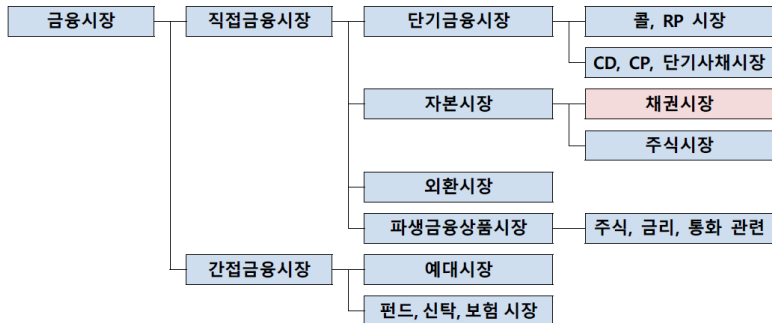 금융시장
직접금융시장
단기금융시장
콜, RP 시장
CD, CP, 단기사채시장
자본시장
채권시장
주식시장
외환시장
파생금융상품시장
주식, 금리, 통화 관련
간접금융시장
예대시장
펀드, 신탁, 보험 시장